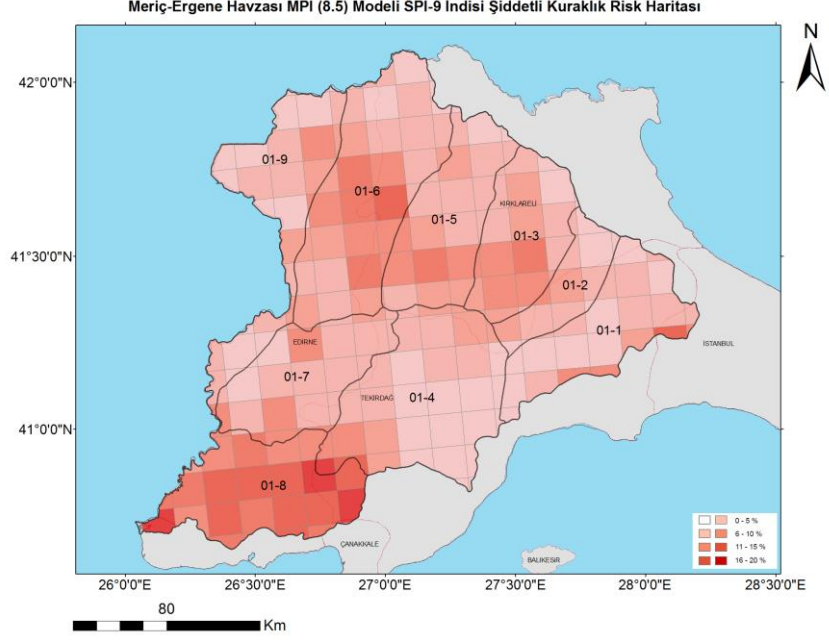 Meriç-Ergene Havzası MPI (8.5) Modeli SPI-9 Indisi Şiddetli Kuraklık Risk Haritası
N
42°0'0"N
01-9
01-6
01-5
KIRKLARELİ
01-3
41°30'0"N
01-2
01-1
EDİRNE
İSTANBUL
01-7
TEKİRDAĞ
01-4
41°0'0"N
01-8
0 - 5 %
6 - 10 %
11 - 15 %
16 - 20 %
ÇANAKKALE
BALIKESİR
26°0'0"E 26°30'0"E 27°0'0"E 27°30'0"E 28°0'0"E 28°30'0"E
80
Km